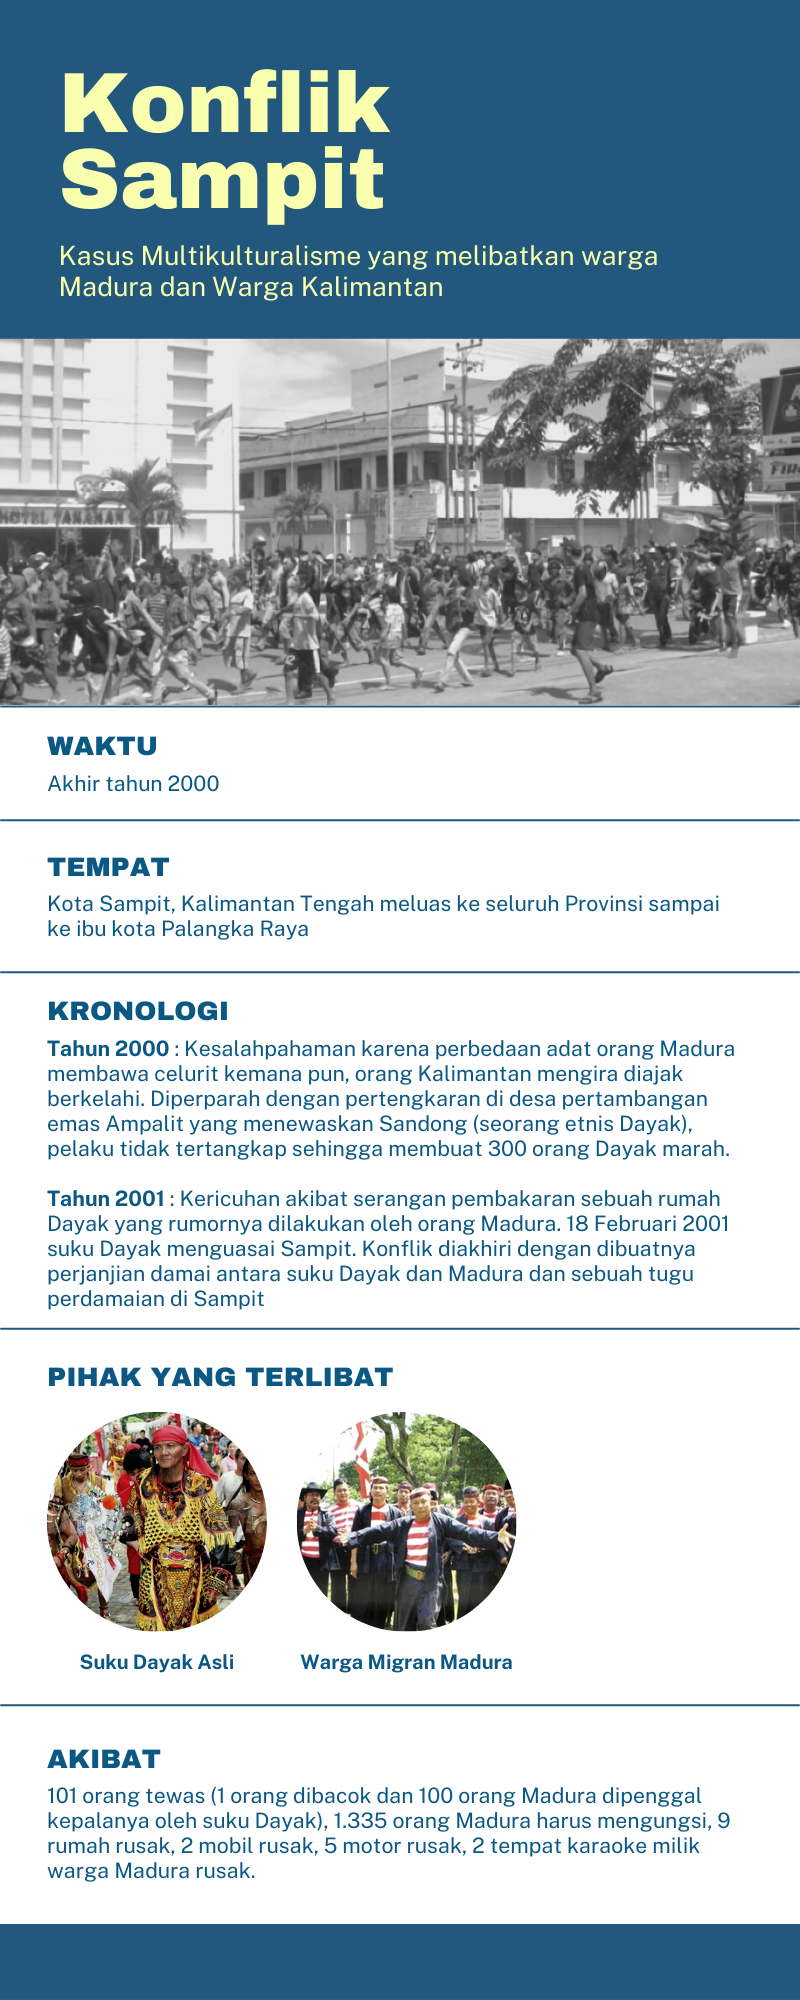 Konflik
Sampit
Kasus Multikulturalisme yang melibatkan warga
Madura dan Warga Kalimantan
HOTEL
WAKTU
Akhir tahun 2000
TEMPAT
Kota Sampit, Kalimantan Tengah meluas ke seluruh Provinsi sampai
ke ibu kota Palangka Raya
KRONOLOGI
Tahun 2000 : Kesalahpahaman karena perbedaan adat orang Madura
membawa celurit kemana pun, orang Kalimantan mengira diajak
berkelahi. Diperparah dengan pertengkaran di desa pertambangan
emas Ampalit yang menewaskan Sandong (seorang etnis Dayak),
pelaku tidak tertangkap sehingga membuat 300 orang Dayak marah.
Tahun 2001 : Kericuhan akibat serangan pembakaran sebuah rumah
Dayak yang rumornya dilakukan oleh orang Madura. 18 Februari 2001
suku Dayak menguasai Sampit. Konflik diakhiri dengan dibuatnya
perjanjian damai antara suku Dayak dan Madura dan sebuah tugu
perdamaian di Sampit
PIHAK YANG TERLIBAT
Suku Dayak Asli
Warga Migran Madura
AKIBAT
101 orang tewas (1 orang dibacok dan 100 orang Madura dipenggal
kepalanya oleh suku Dayak), 1.335 orang Madura harus mengungsi, 9
rumah rusak, 2 mobil rusak, 5 motor rusak, 2 tempat karaoke milik
warga Madura rusak.